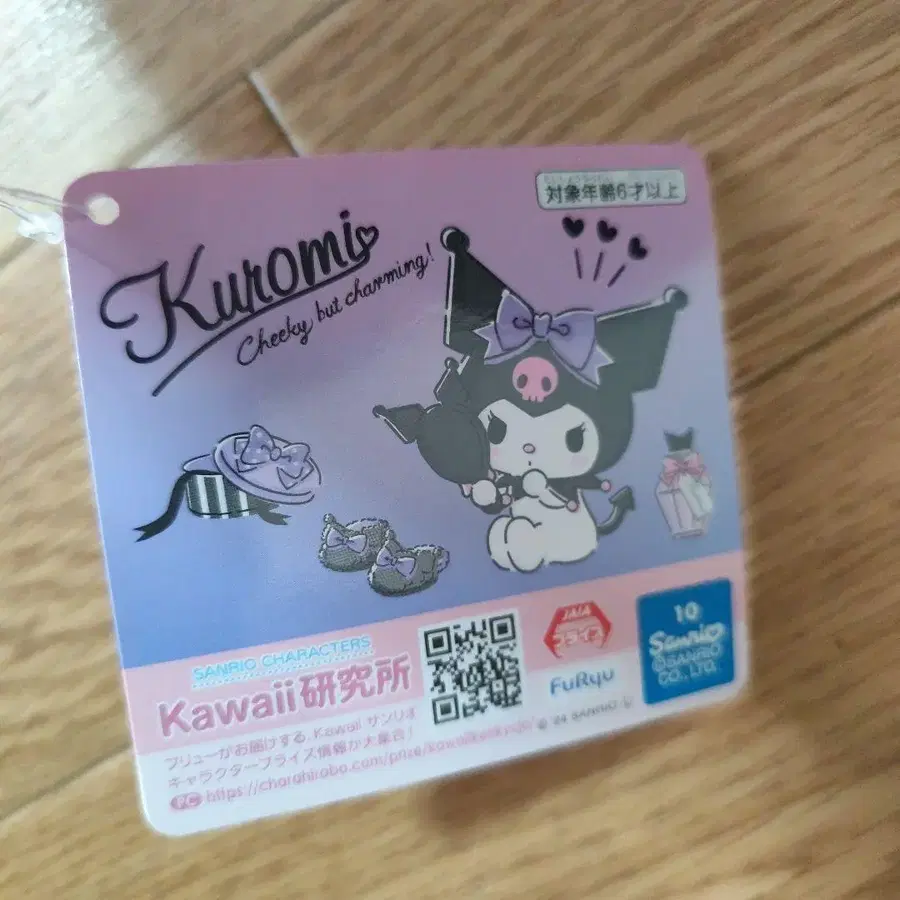 対象年齢6才以上
Kuromi
Cheeky but charming!
SANRIO CHARACTERS
Kawaii研究所
フリューがお届けする、Kawaii サンリオ
キャラクタープライズ情報が大集合!
PC https://charahirobo.com/prize/kawaiikenkyujo/
JAIA
プライズ
FuRyu
10
Sanrio
©SANRIO
CO., LTD.
© '24 SANRIO